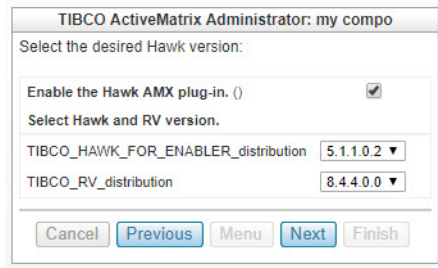 TIBCO ActiveMatrix Administrator: my compo
Select the desired Hawk version:
Enable the Hawk AMX plug-in. ()
Select Hawk and RV version.
TIBCO_HAWK_FOR_ENABLER_distribution 5.1.1.0.2
TIBCO_RV_distribution 8.4.4.0.0
Cancel Previous Menu Next Finish